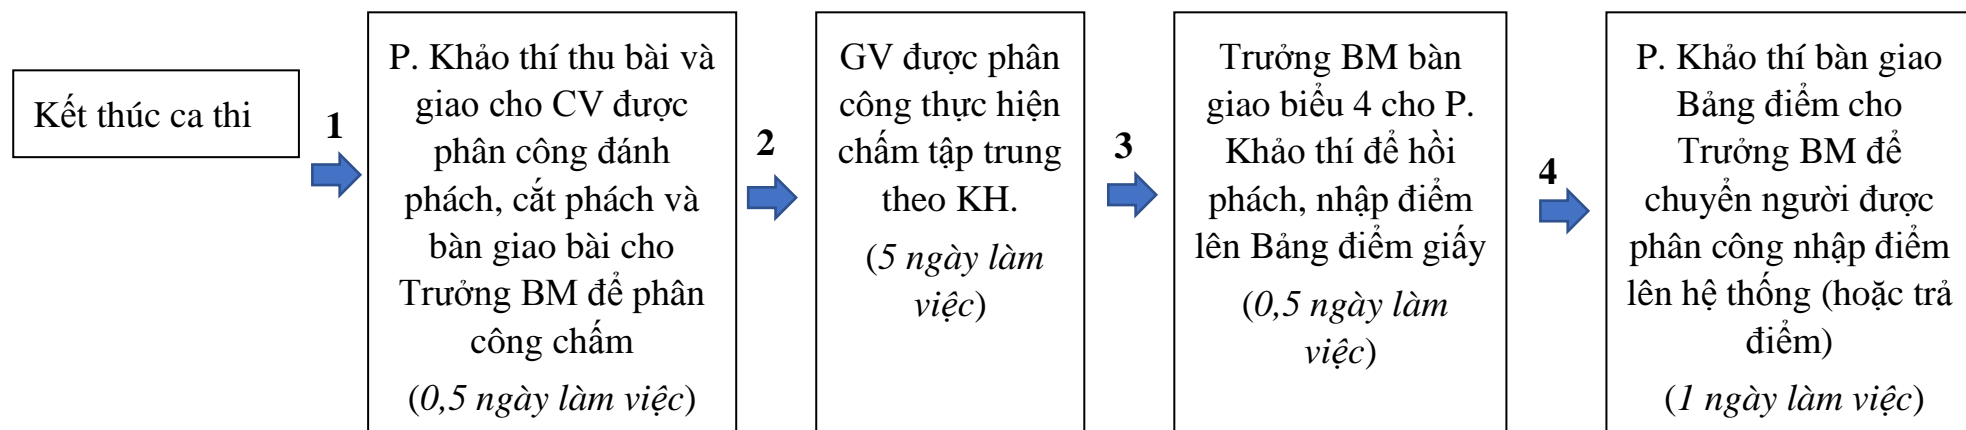 Kết thúc ca thi
1
P. Khảo thí thu bài và
giao cho CV được
phân công đánh
phách, cắt phách và
bàn giao bài cho
Trưởng BM để phân
công chấm
(0,5 ngày làm việc)
2
GV được phân
công thực hiện
chấm tập trung
theo KH.
(5 ngày làm
việc)
3
Trưởng BM bàn
giao biểu 4 cho P.
Khảo thí để hồi
phách, nhập điểm
lên Bảng điểm giấy
(0,5 ngày làm
việc)
4
P. Khảo thí bàn giao
Bảng điểm cho
Trưởng BM để
chuyển người được
phân công nhập điểm
lên hệ thống (hoặc trả
điểm)
(1 ngày làm việc)